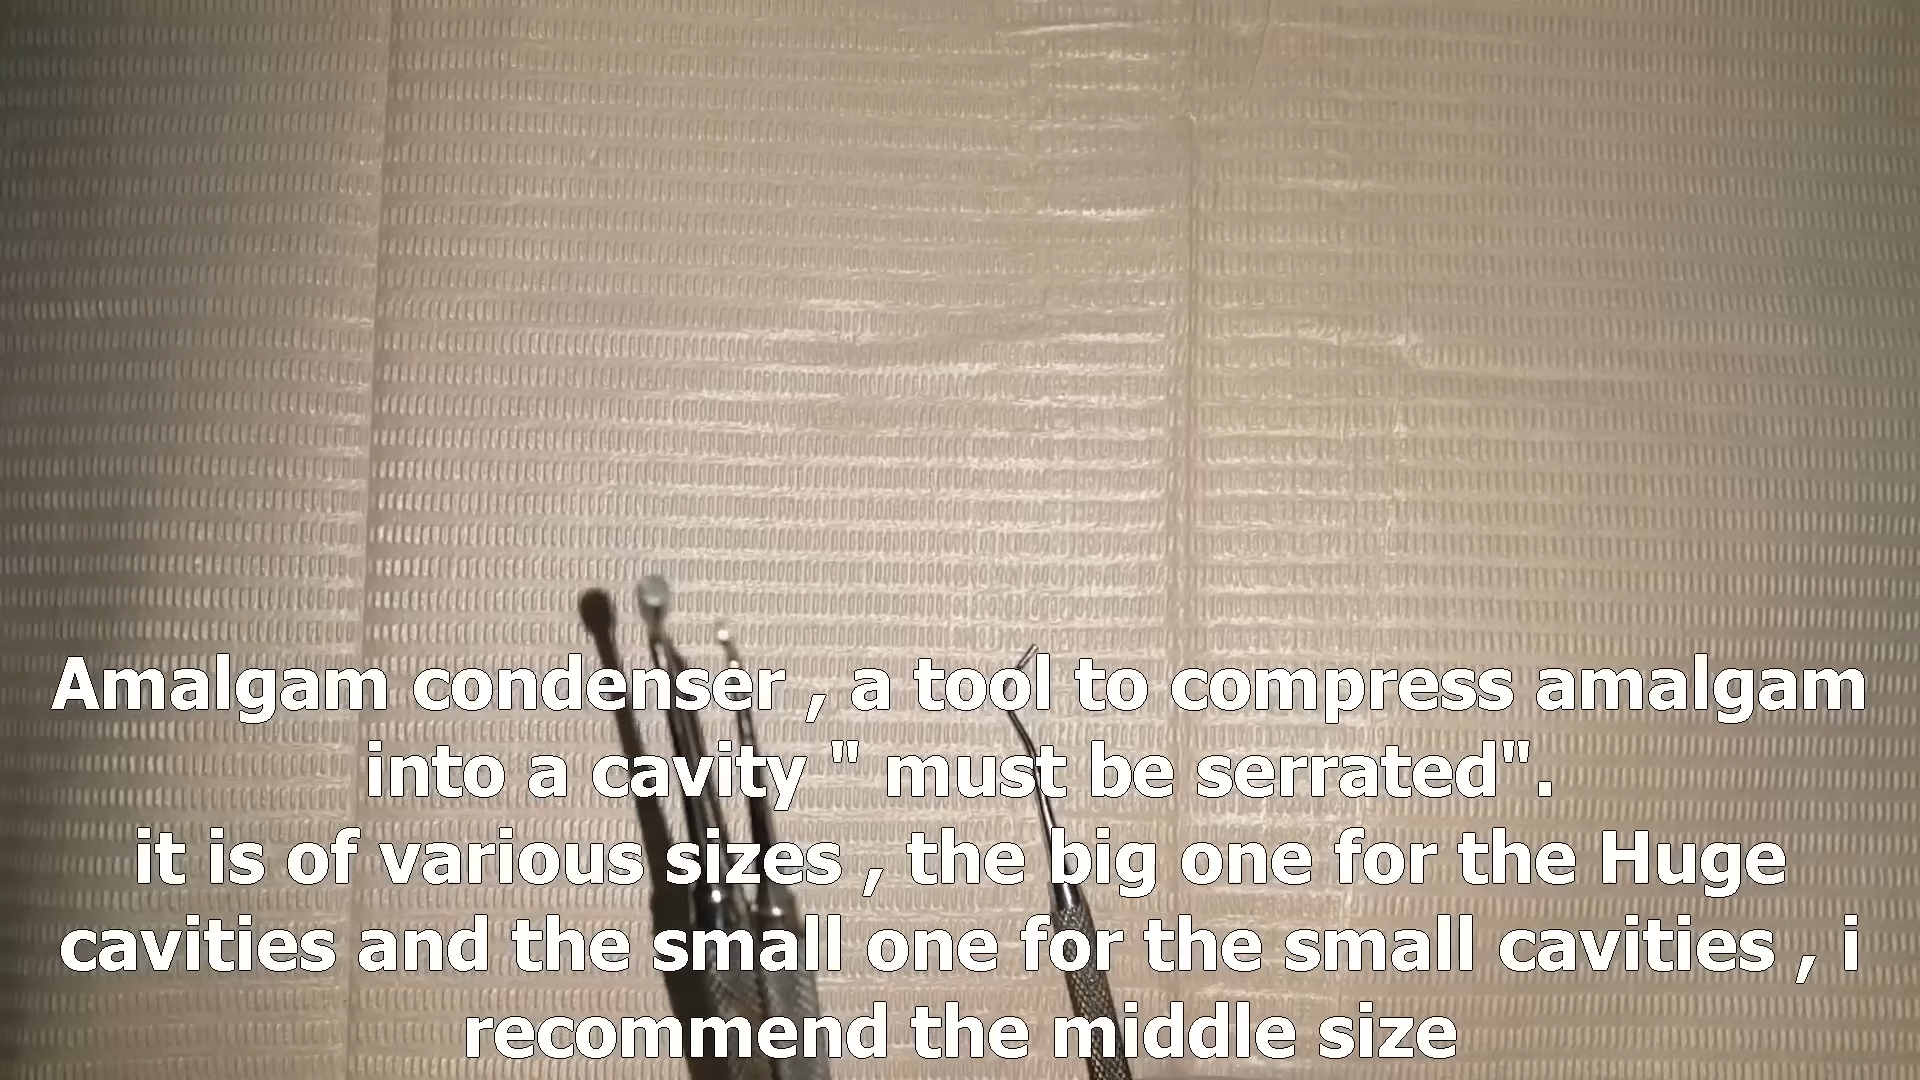 Amalgam condenser , a tool to compress amalgam
into a cavity " must be serrated".
it is of various sizes , the big one for the Huge
cavities and the small one for the small cavities , i
recommend the middle size